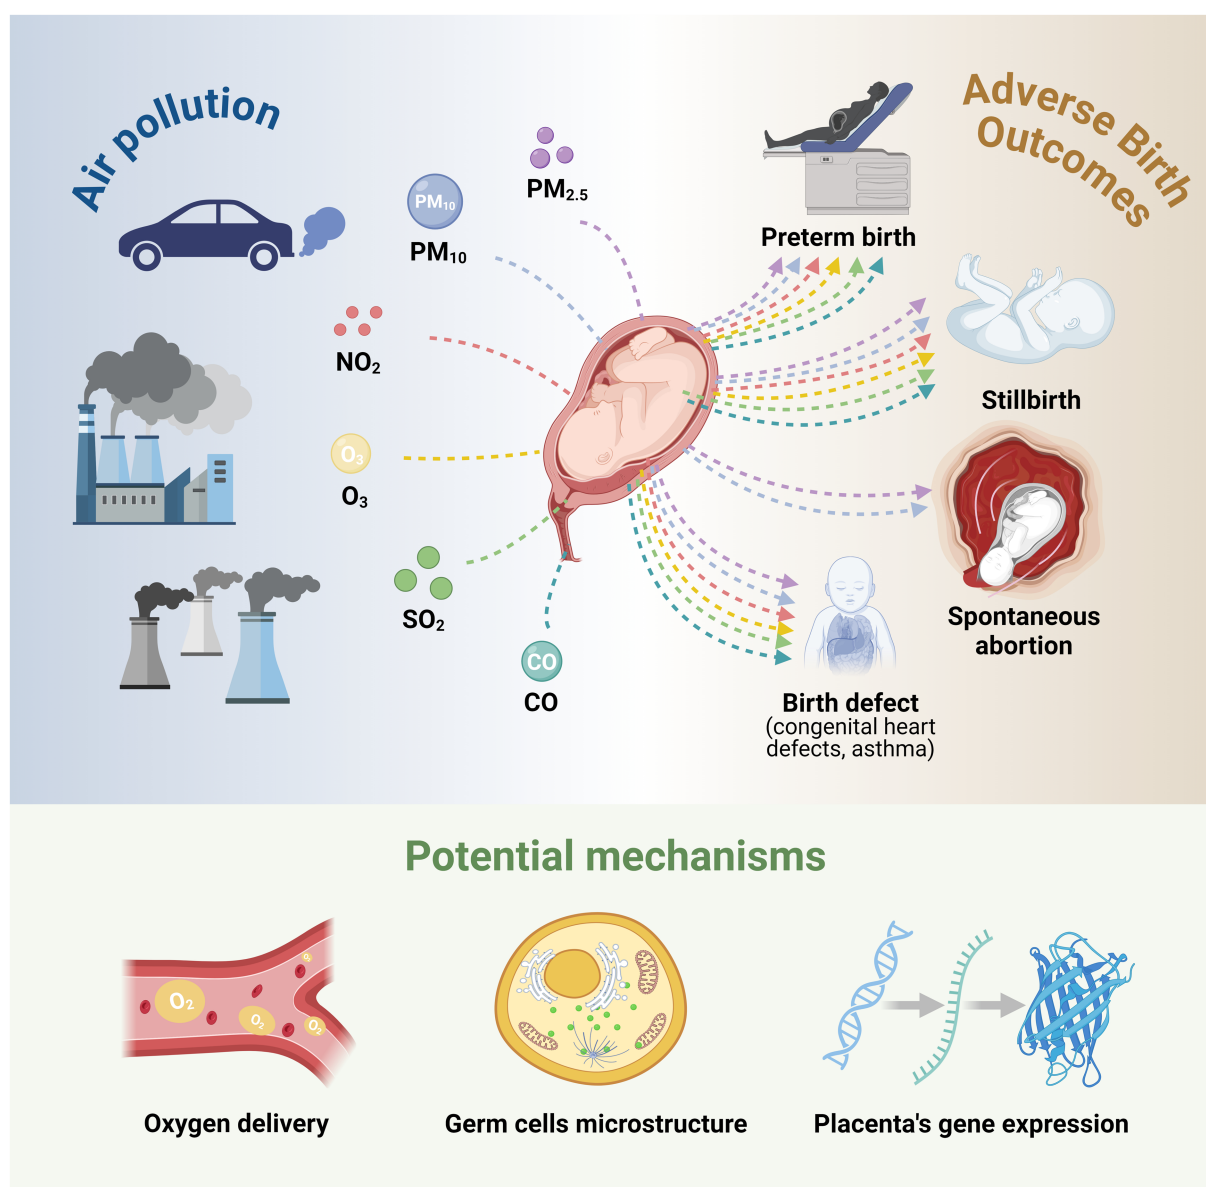 Air pollution
Adverse Birth
Outcomes
PM2.5
PM10
PM10
Preterm birth
NO2
Stillbirth
O3
O3
SO2
Spontaneous
abortion
CO
CO
Birth defect
(congenital heart
defects, asthma)
Potential mechanisms
O2
O2
O2
Oxygen delivery
Germ cells microstructure
Placenta's gene expression